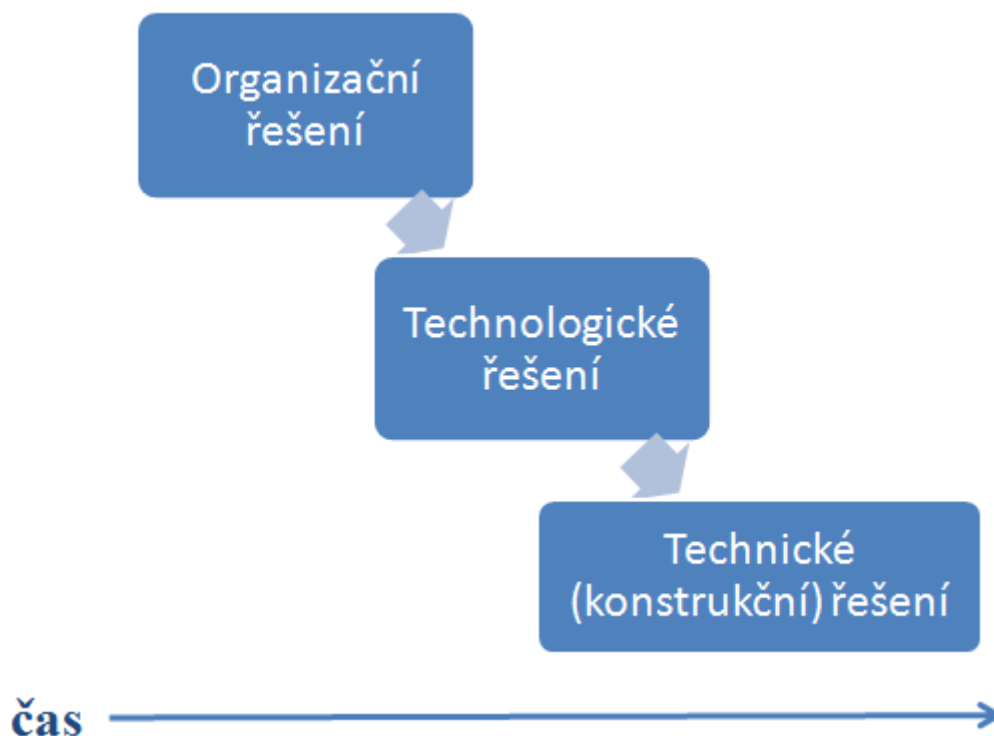 Organizační
řešení
Technologické
řešení
Technické
(konstrukční) řešení
čas